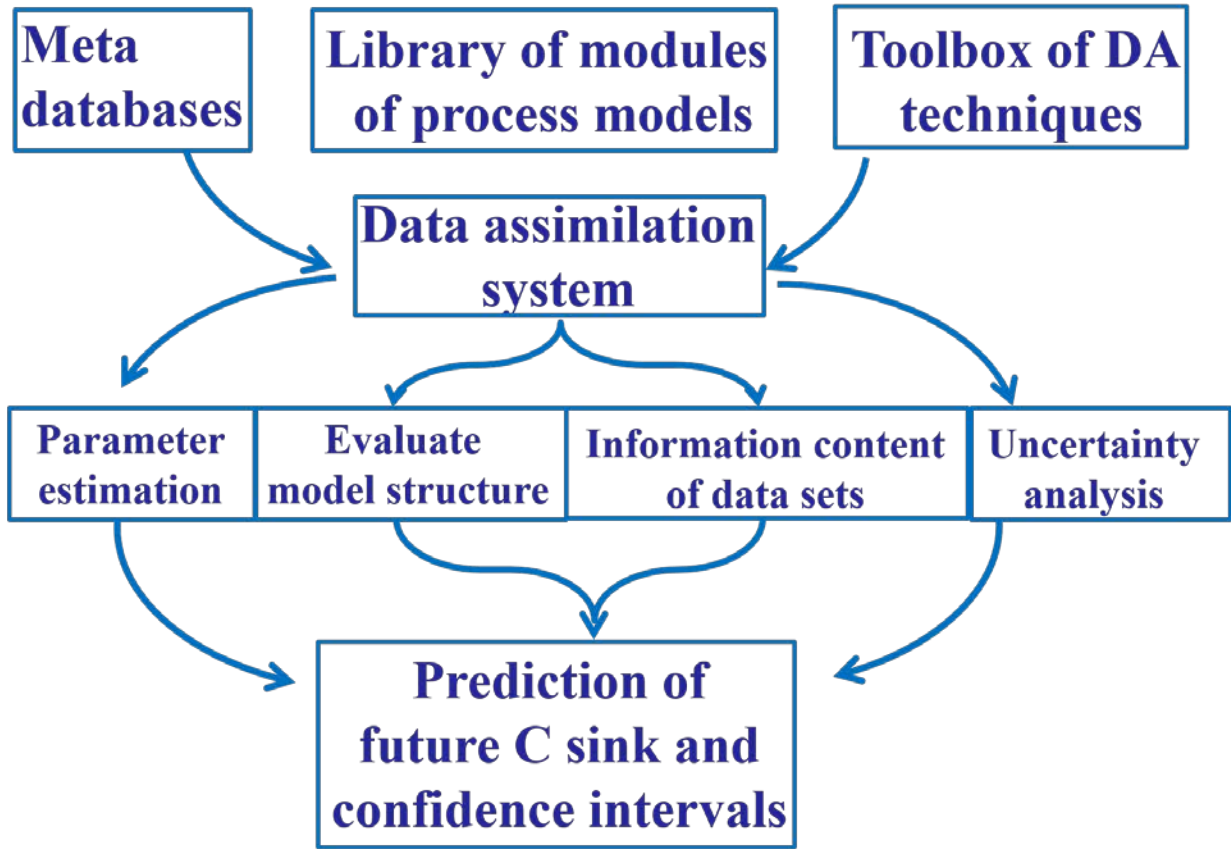 Meta
databases
Library of modules
of process models
Toolbox of DA
techniques
Data assimilation
system
Parameter
estimation
Evaluate
model structure
Information content
of data sets
Uncertainty
analysis
Prediction of
future C sink and
confidence intervals